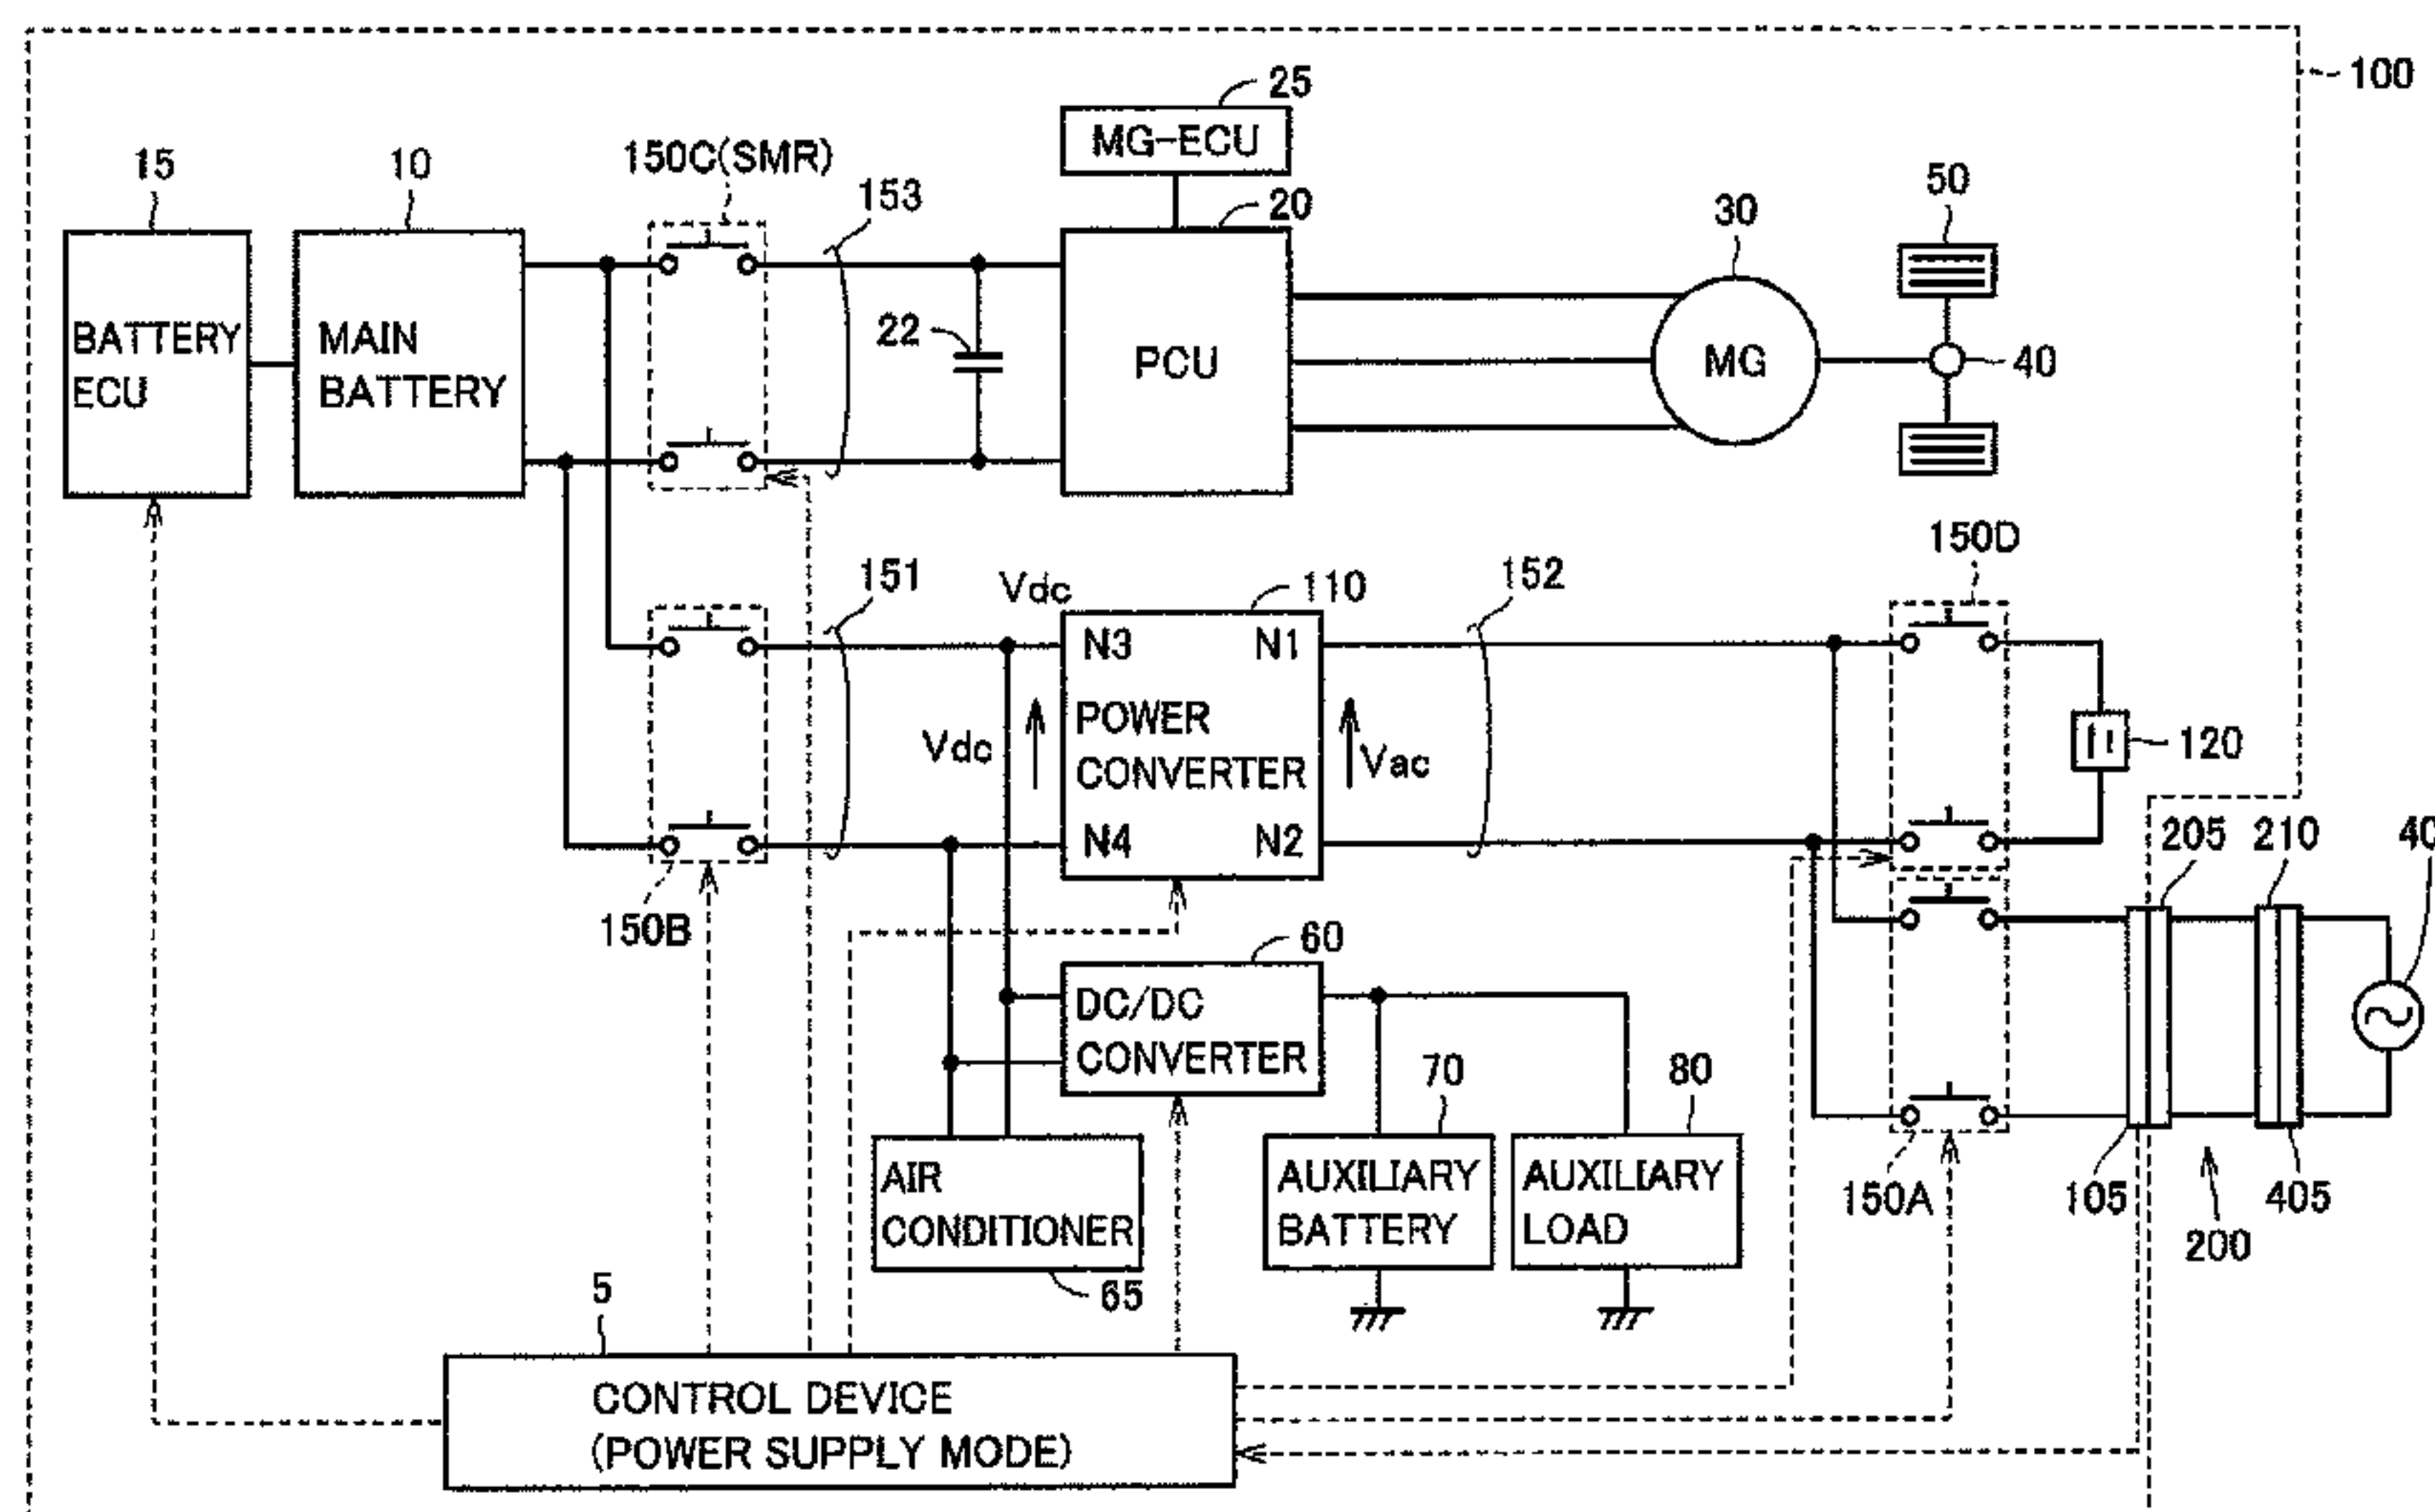 100
25
MG-ECU
15
10
150C(SMR)
153
20
30
50
BATTERY
ECU
MAIN
BATTERY
22
PCU
MG
40
150D
151
Vdc
110
152
N3
N1
POWER
CONVERTER
Vdc
Vac
120
N4
N2
205
210
40
150B
60
DC/DC
CONVERTER
70
80
AIR
CONDITIONER
AUXILIARY
BATTERY
AUXILIARY
LOAD
150A
105
405
200
65
5
CONTROL DEVICE
(POWER SUPPLY MODE)